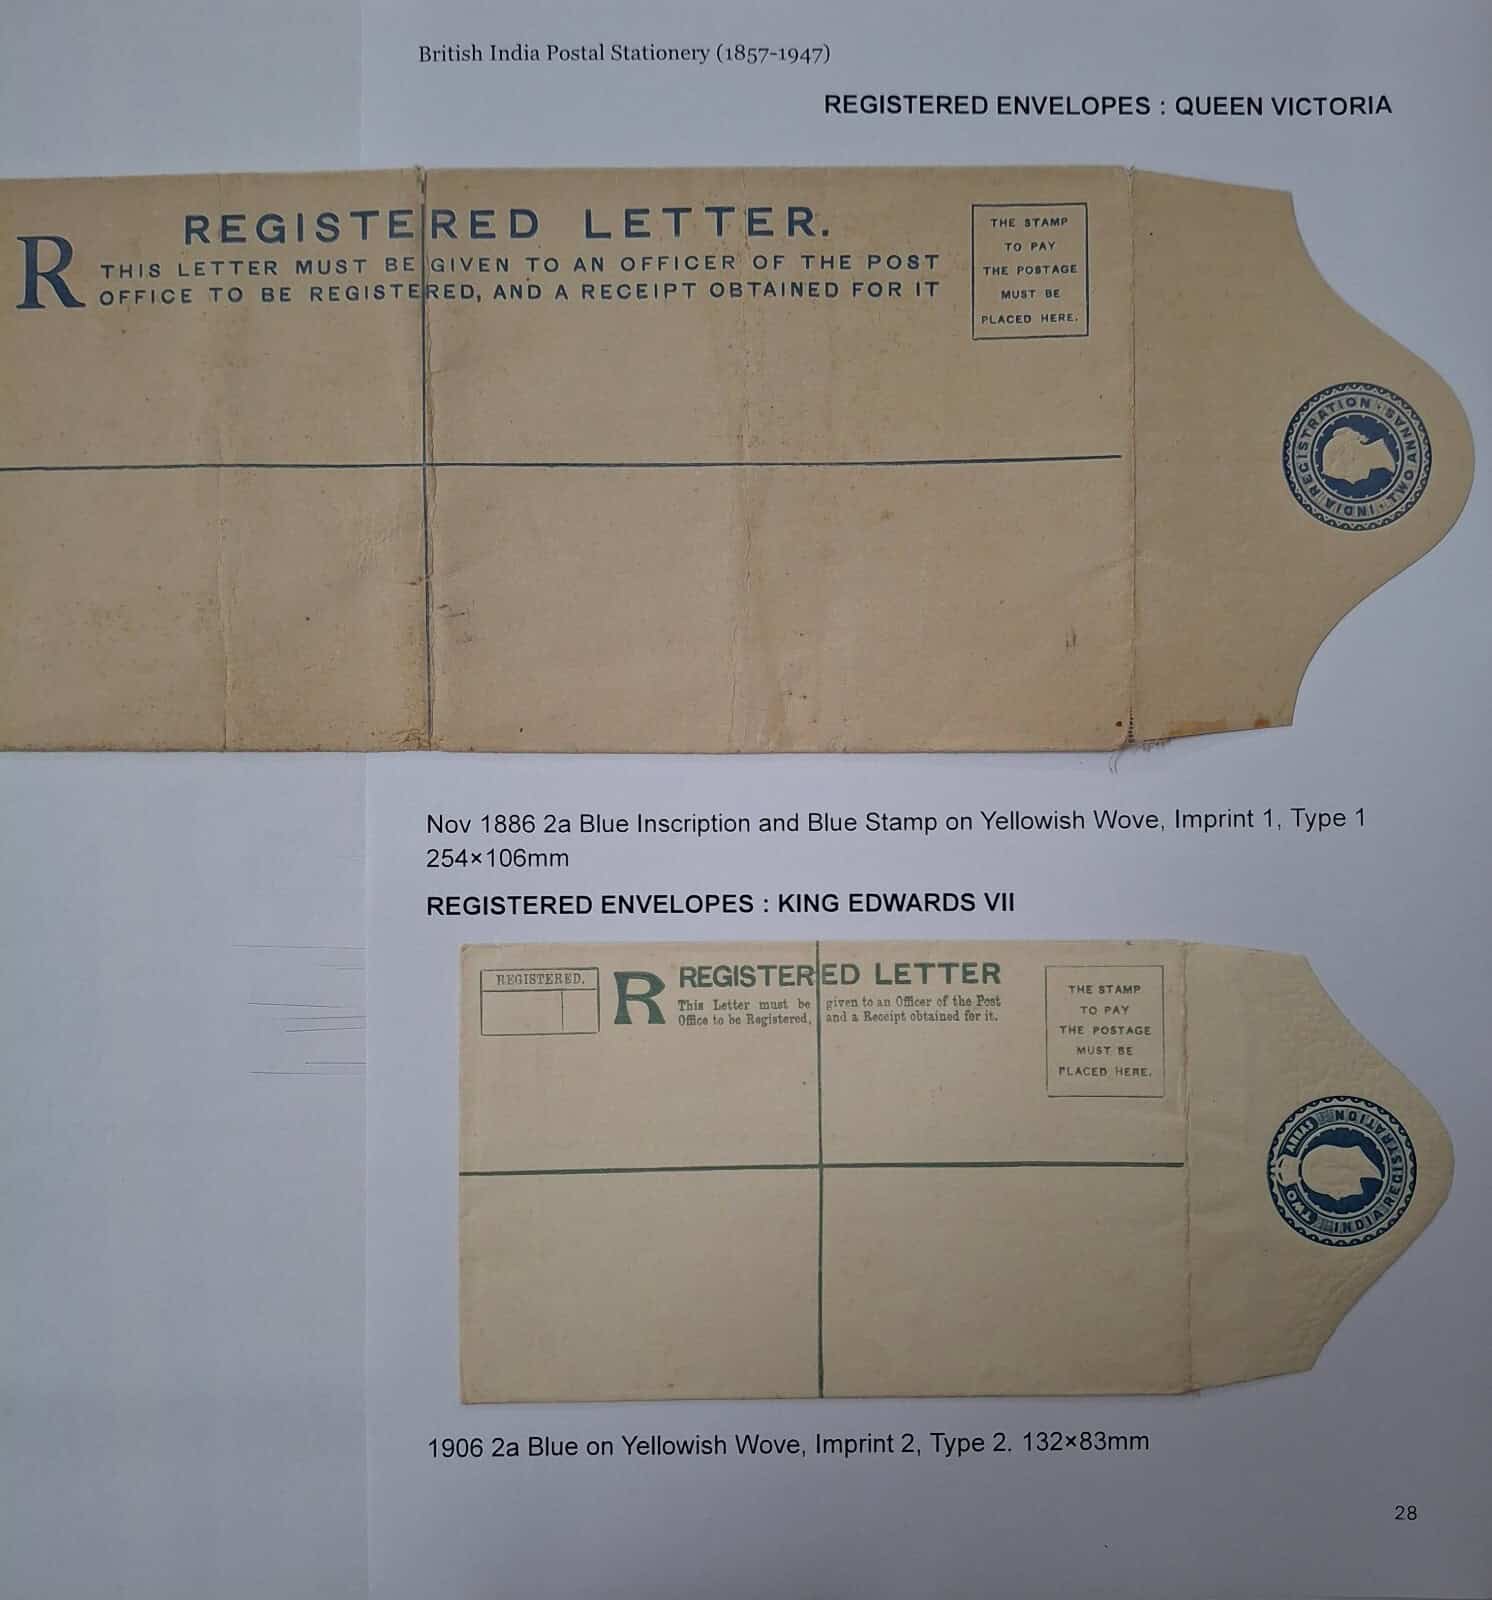 British India Postal Stationery (1857-1947)
REGISTERED ENVELOPES : QUEEN VICTORIA
R
REGISTERED LETTER.
THIS LETTER MUST BE GIVEN TO AN OFFICER OF THE POST
OFFICE TO BE REGISTERED, AND A RECEIPT OBTAINED FOR IT
THE STAMP
TO PAY
THE POSTAGE
MUST BE
PLACED HERE.
INDIA REGISTRATION · TWO ANNAS ·
Nov 1886 2a Blue Inscription and Blue Stamp on Yellowish Wove, Imprint 1, Type 1
254×106mm
REGISTERED ENVELOPES : KING EDWARDS VII
REGISTERED.
R
REGISTERED LETTER
This Letter must be given to an Officer of the Post
Office to be Registered, and a Receipt obtained for it.
THE STAMP
TO PAY
THE POSTAGE
MUST BE
PLACED HERE.
INDIA REGISTRATION
TWO ANNAS
1906 2a Blue on Yellowish Wove, Imprint 2, Type 2. 132×83mm
28